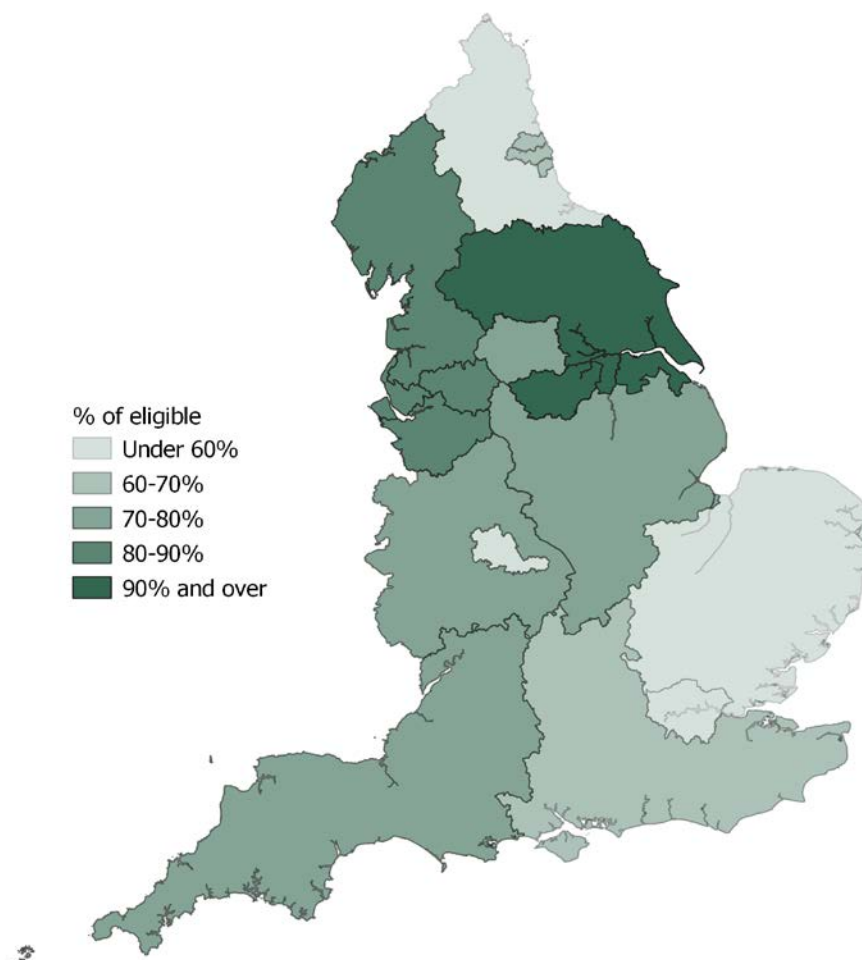 % of eligible
Under 60%
60-70%
70-80%
80-90%
90% and over